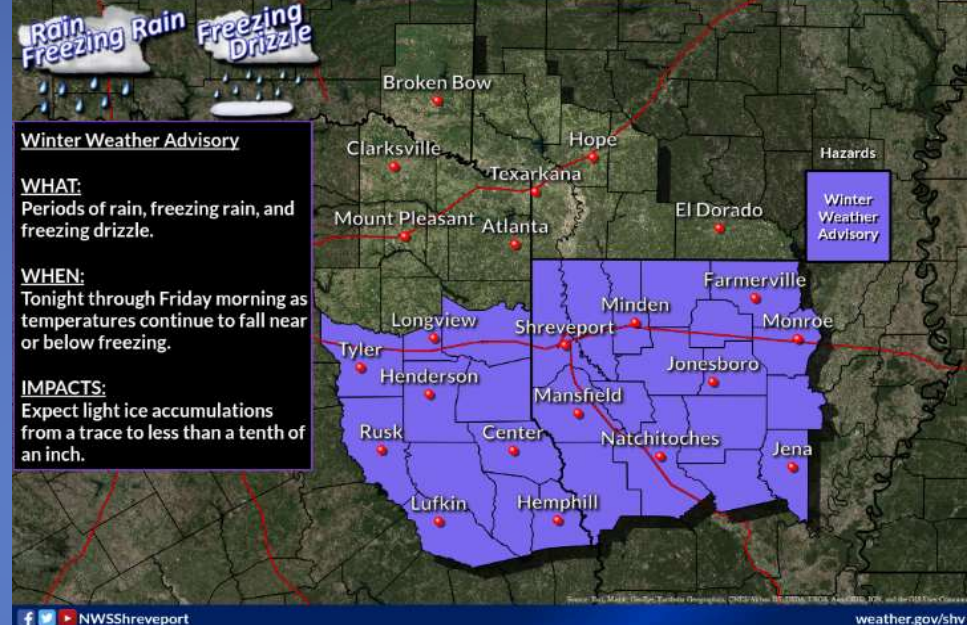 Rain
Freezing Rain
Freezing
Drizzle
Winter Weather Advisory
WHAT:
Periods of rain, freezing rain, and
freezing drizzle.
WHEN:
Tonight through Friday morning as
temperatures continue to fall near
or below freezing.
IMPACTS:
Expect light ice accumulations
from a trace to less than a tenth of
an inch.
Broken Bow
Clarksville
Hope
Texarkana
Mount Pleasant
Atlanta
El Dorado
Hazards
Winter
Weather
Advisory
Farmerville
Minden
Longview
Shreveport
Monroe
Tyler
Henderson
Jonesboro
Mansfield
Rusk
Center
Natchitoches
Jena
Lufkin
Hemphill
NWSShreveport
weather.gov/shv